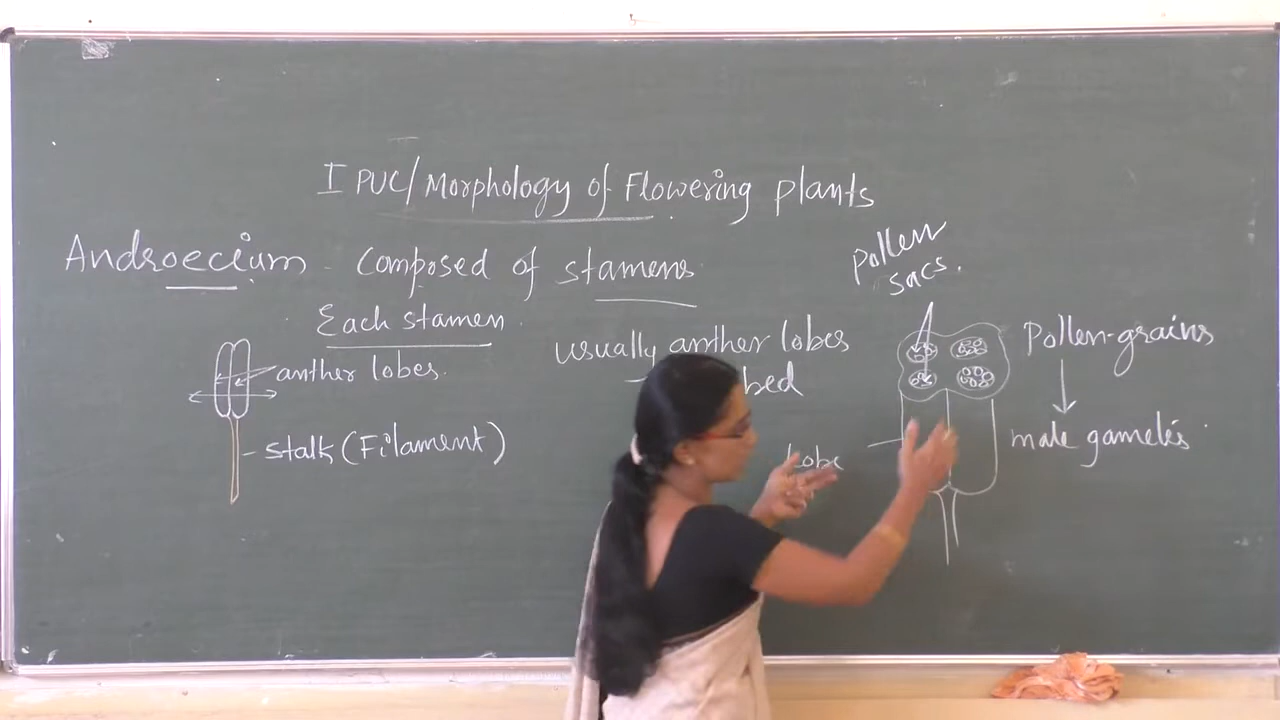 I PUC/Morphology of Flowering plants
Androecium - Composed of stamens
Each stamen
anther lobes.
stalk (Filament)
usually anther lobes
bed
Lobe
Pollen
sacs.
Pollen-grains
male gametes